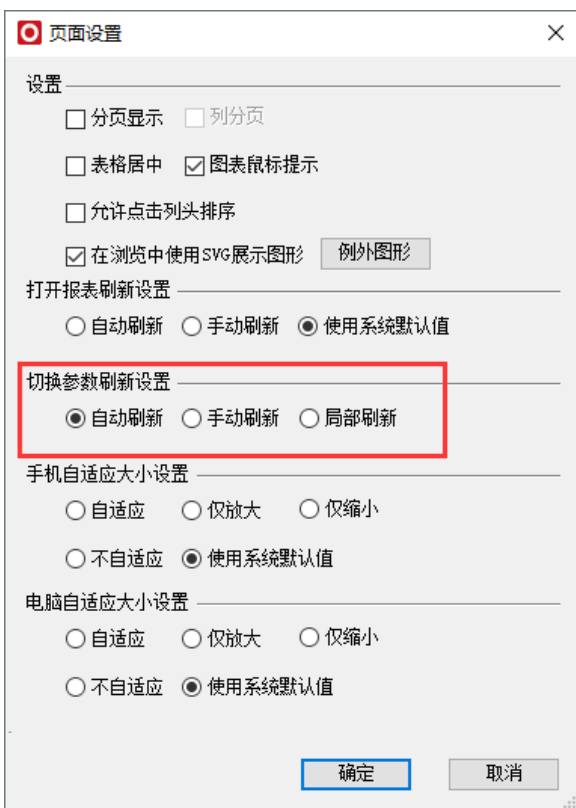 页面设置
设置
分页显示 列分页
表格居中 图表鼠标提示
允许点击列头排序
在浏览中使用SVG展示图形 例外图形
打开报表刷新设置
自动刷新 手动刷新 使用系统默认值
切换参数刷新设置
自动刷新 手动刷新 局部刷新
手机自适应大小设置
自适应 仅放大 仅缩小
不自适应 使用系统默认值
电脑自适应大小设置
自适应 仅放大 仅缩小
不自适应 使用系统默认值
确定 取消